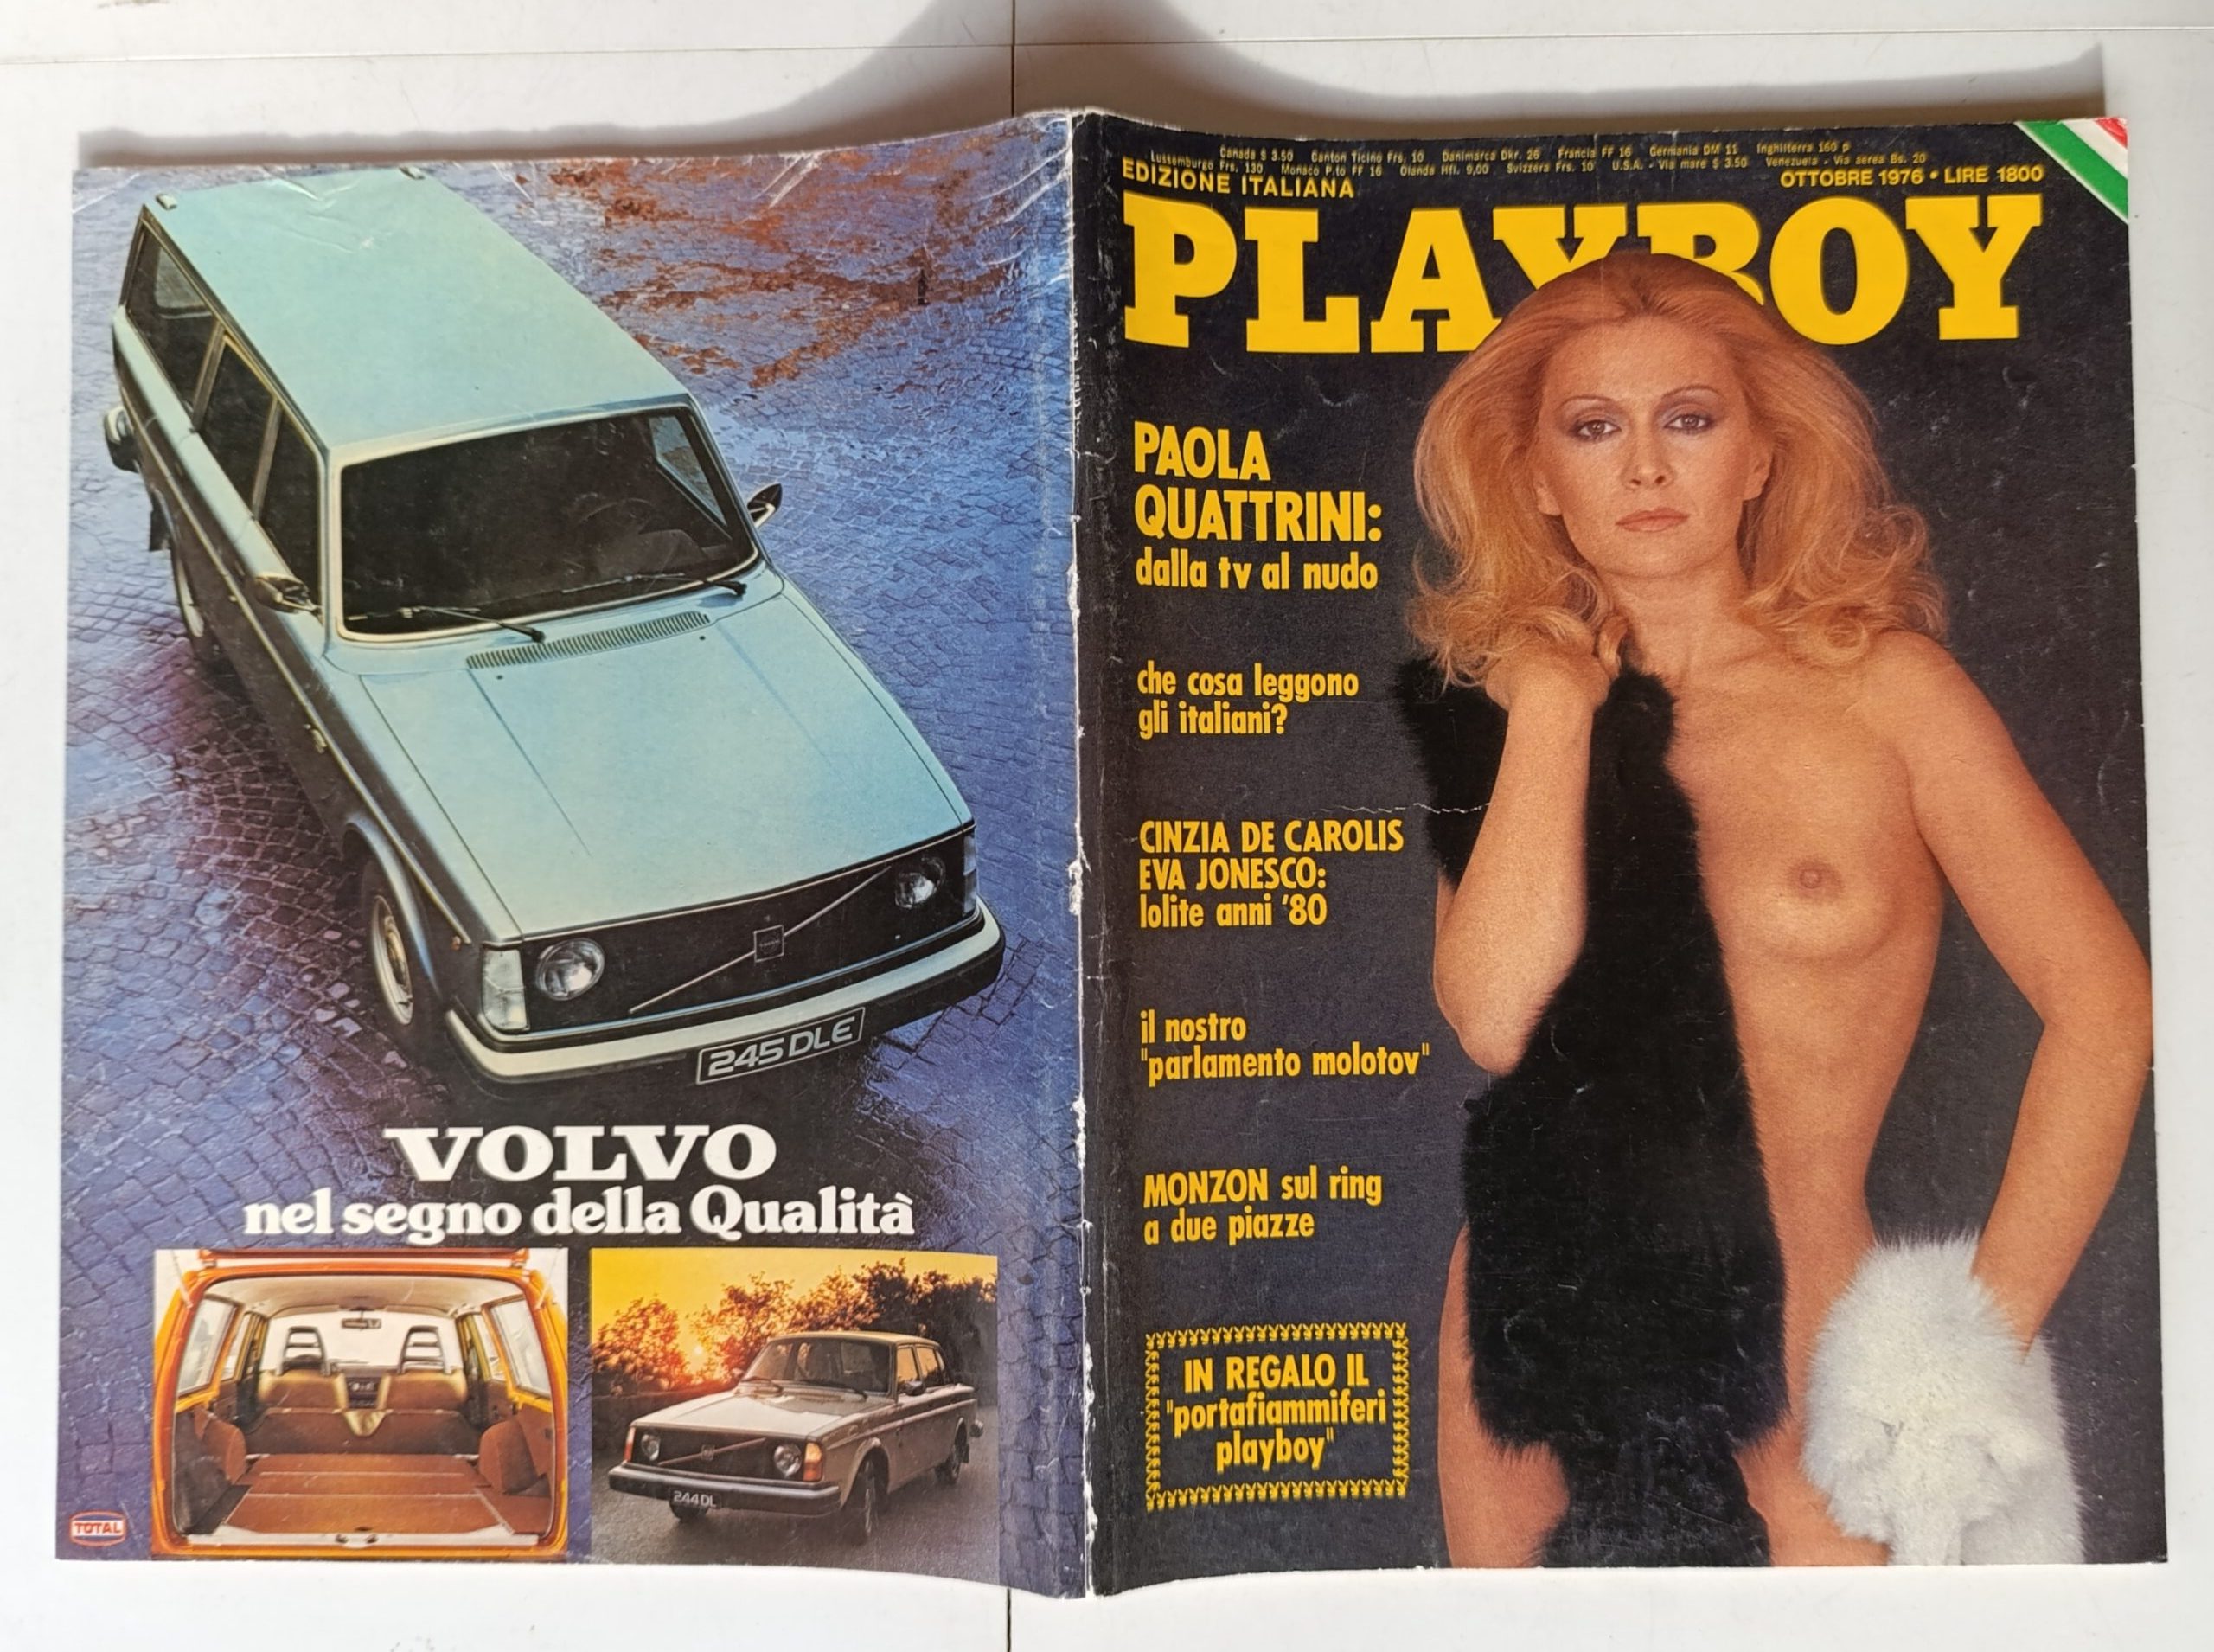 Canada $ 3.50 Canton Ticino Frs. 10 Danimarca Dkr. 26 Francia FF 16 Germania DM 11 Inghilterra 160 p
Lussemburgo Frs. 130 Monaco P.to FF 16 Olanda Hfl. 9,00 Svizzera Frs. 10 U.S.A. - Via mare $ 3.50 Venezuela - Via aerea Bs. 20
EDIZIONE ITALIANA
OTTOBRE 1976 • LIRE 1800
PLAYBOY
PAOLA
QUATTRINI:
dalla tv al nudo
che cosa leggono
gli italiani?
CINZIA DE CAROLIS
EVA JONESCO:
lolite anni '80
il nostro
"parlamento molotov"
MONZON sul ring
a due piazze
IN REGALO IL
"portafiammiferi
playboy"
245 DLE
VOLVO
nel segno della Qualità
244 DL
TOTAL